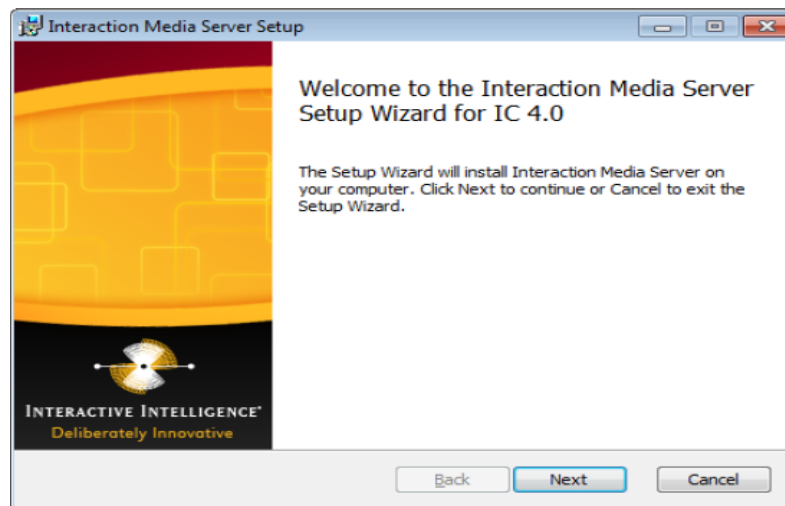 Interaction Media Server Setup
Welcome to the Interaction Media Server
Setup Wizard for IC 4.0
The Setup Wizard will install Interaction Media Server on
your computer. Click Next to continue or Cancel to exit the
Setup Wizard.
INTERACTIVE INTELLIGENCE®
Deliberately Innovative
Back Next Cancel